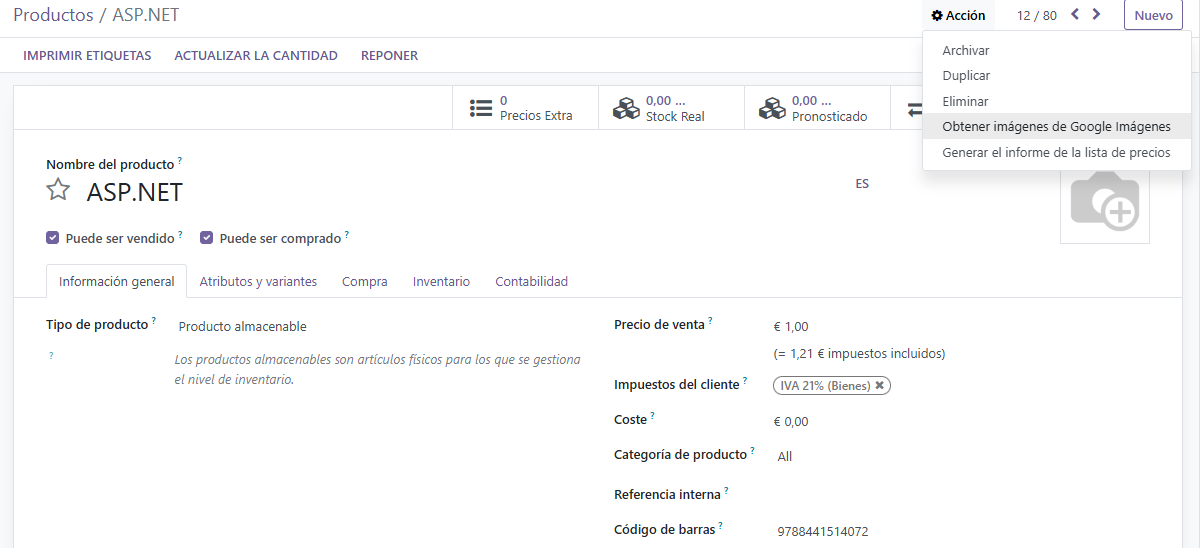 Productos / ASP.NET
Acción 12 / 80 Nuevo
IMPRIMIR ETIQUETAS ACTUALIZAR LA CANTIDAD REPONER
Archivar
Duplicar
Eliminar
Obtener imágenes de Google Imágenes
Generar el informe de la lista de precios
0
Precios Extra
0,00 ...
Stock Real
0,00 ...
Pronosticado
Nombre del producto ?
ASP.NET
ES
Puede ser vendido ? Puede ser comprado ?
Información general Atributos y variantes Compra Inventario Contabilidad
Tipo de producto ? Producto almacenable
? Los productos almacenables son artículos físicos para los que se gestiona
el nivel de inventario.
Precio de venta ? € 1,00
(= 1,21 € impuestos incluidos)
Impuestos del cliente ? IVA 21% (Bienes)
Coste ? € 0,00
Categoría de producto ? All
Referencia interna ?
Código de barras ? 9788441514072